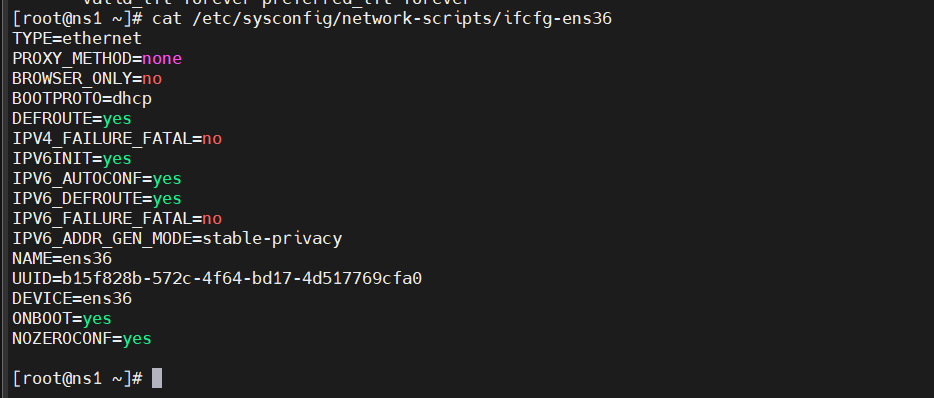 valid_lft forever preferred_lft forever
[root@ns1 ~]# cat /etc/sysconfig/network-scripts/ifcfg-ens36
TYPE=ethernet
PROXY_METHOD=none
BROWSER_ONLY=no
BOOTPROTO=dhcp
DEFROUTE=yes
IPV4_FAILURE_FATAL=no
IPV6INIT=yes
IPV6_AUTOCONF=yes
IPV6_DEFROUTE=yes
IPV6_FAILURE_FATAL=no
IPV6_ADDR_GEN_MODE=stable-privacy
NAME=ens36
UUID=b15f828b-572c-4f64-bd17-4d517769cfa0
DEVICE=ens36
ONBOOT=yes
NOZEROCONF=yes
[root@ns1 ~]#